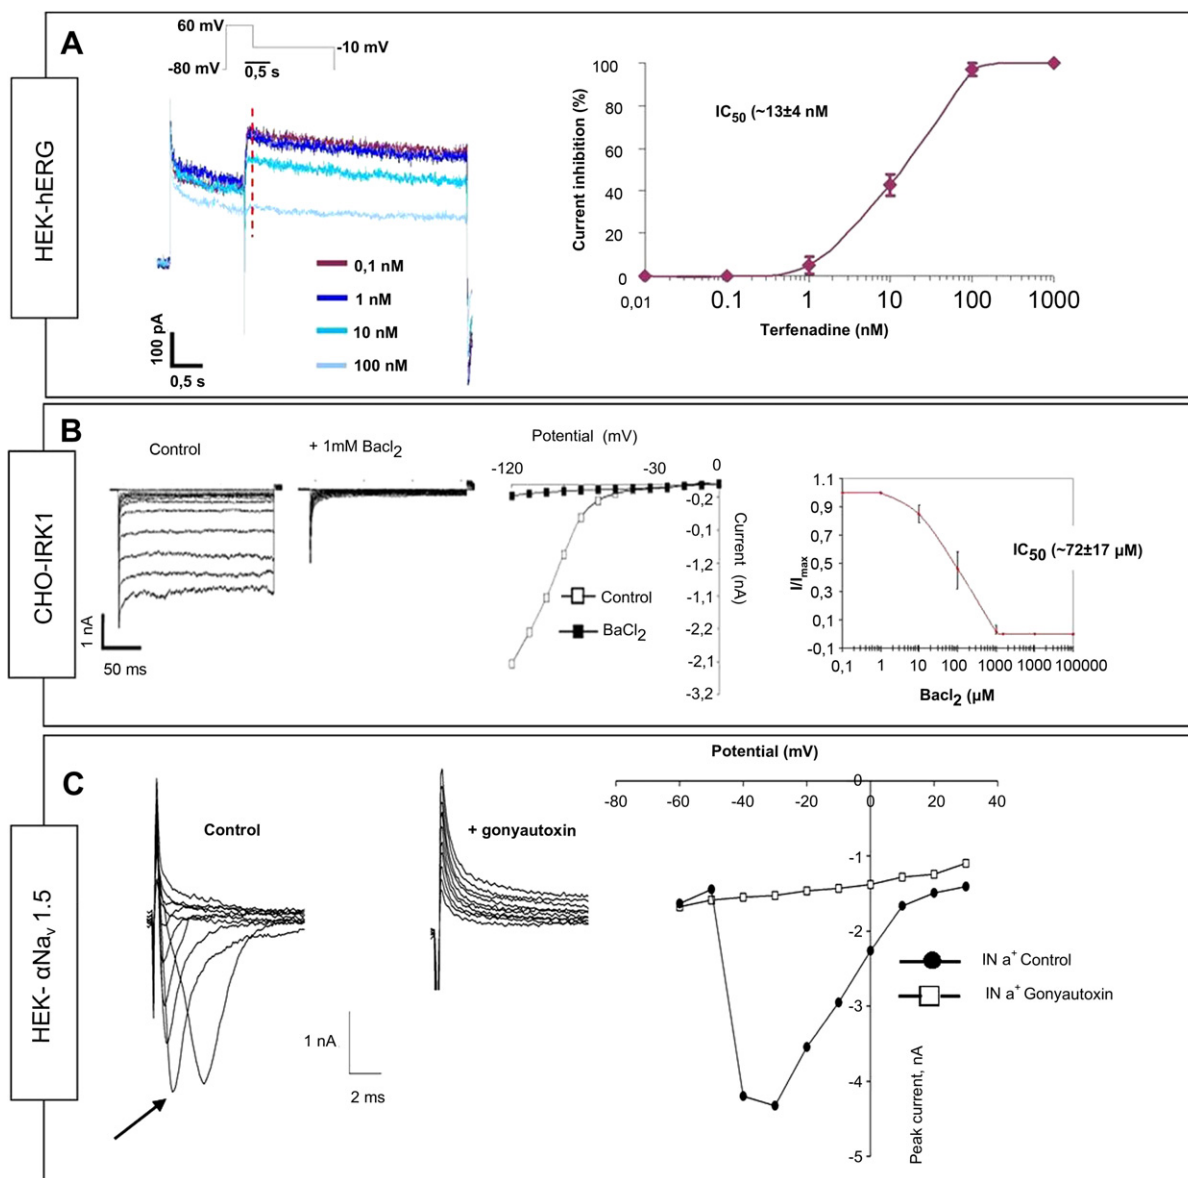 A
HEK-hERG
60 mV
-10 mV
-80 mV
0,5 s
0,1 nM
1 nM
10 nM
100 nM
100 pA
0,5 s
Current inhibition (%)
100
80
60
40
20
0
IC50 (~13±4 nM
0,01
0.1
1
10
100
1000
Terfenadine (nM)
B
CHO-IRK1
Control
+ 1mM Bacl2
1 nA
50 ms
Potential (mV)
-120
-30
0
-0,2
-0,1
-1,2
-1,1
-2,2
-2,1
-3,2
Current (nA)
Control
BaCl2
I/Imax
1.1
0,9
0,7
0,5
0,3
0,1
-0,1
IC50 (~72±17 µM)
0,1
1
10
100
1000
10000
100000
Bacl2 (µM
C
HEK- αNav 1.5
Control
+ gonyautoxin
1 nA
2 ms
Potential (mV)
-80
-60
-40
-20
0
20
40
0
-1
-2
-3
-4
-5
Peak current, nA
IN a+ Control
IN a+ Gonyautoxin